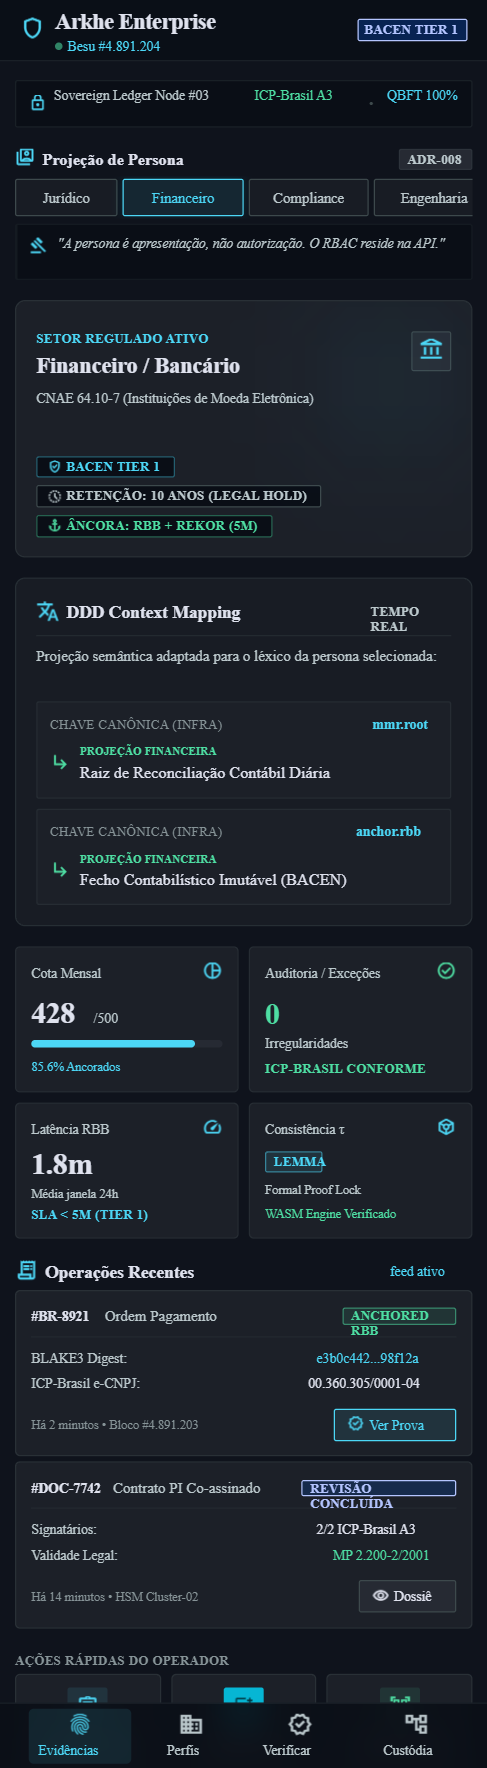 Arkhe Enterprise
Besu #4.891.204
BACEN TIER 1
Sovereign Ledger Node #03
ICP-Brasil A3
QBFT 100%
Projeção de Persona
ADR-008
Jurídico
Financeiro
Compliance
Engenharia
"A persona é apresentação, não autorização. O RBAC reside na API."
SETOR REGULADO ATIVO
Financeiro / Bancário
CNAE 64.10-7 (Instituições de Moeda Eletrônica)
BACEN TIER 1
RETENÇÃO: 10 ANOS (LEGAL HOLD)
ÂNCORA: RBB + REKOR (5M)
DDD Context Mapping
TEMPO
REAL
Projeção semântica adaptada para o léxico da persona selecionada:
CHAVE CANÔNICA (INFRA)
mmr.root
PROJEÇÃO FINANCEIRA
Raiz de Reconciliação Contábil Diária
CHAVE CANÔNICA (INFRA)
anchor.rbb
PROJEÇÃO FINANCEIRA
Fecho Contabilístico Imutável (BACEN)
Cota Mensal
428 /500
85.6% Ancorados
Auditoria / Exceções
0
Irregularidades
ICP-BRASIL CONFORME
Latência RBB
1.8m
Média janela 24h
SLA < 5M (TIER 1)
Consistência τ
LEMMA
Formal Proof Lock
WASM Engine Verificado
Operações Recentes
feed ativo
#BR-8921 Ordem Pagamento
ANCHORED
RBB
BLAKE3 Digest:
e3b0c442...98f12a
ICP-Brasil e-CNPJ:
00.360.305/0001-04
Há 2 minutos • Bloco #4.891.203
Ver Prova
#DOC-7742 Contrato PI Co-assinado
REVISÃO
CONCLUÍDA
Signatários:
2/2 ICP-Brasil A3
Validade Legal:
MP 2.200-2/2001
Há 14 minutos • HSM Cluster-02
Dossiê
AÇÕES RÁPIDAS DO OPERADOR
Evidências
Perfis
Verificar
Custódia